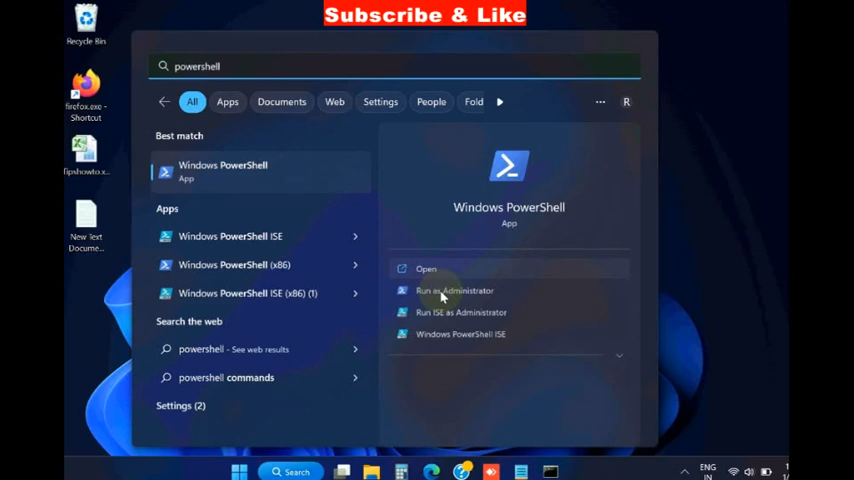 Subscribe & Like
Recycle Bin
firefox.exe -
Shortcut
New Text
Docume...
powershell
All
Apps
Documents
Web
Settings
People
Fold
R
Best match
Windows PowerShell
App
Apps
Windows PowerShell ISE
Windows PowerShell (x86)
Windows PowerShell ISE (x86) (1)
Search the web
powershell - See web results
powershell commands
Settings (2)
Windows PowerShell
App
Open
Run as Administrator
Run ISE as Administrator
Windows PowerShell ISE
Search
ENG
IN